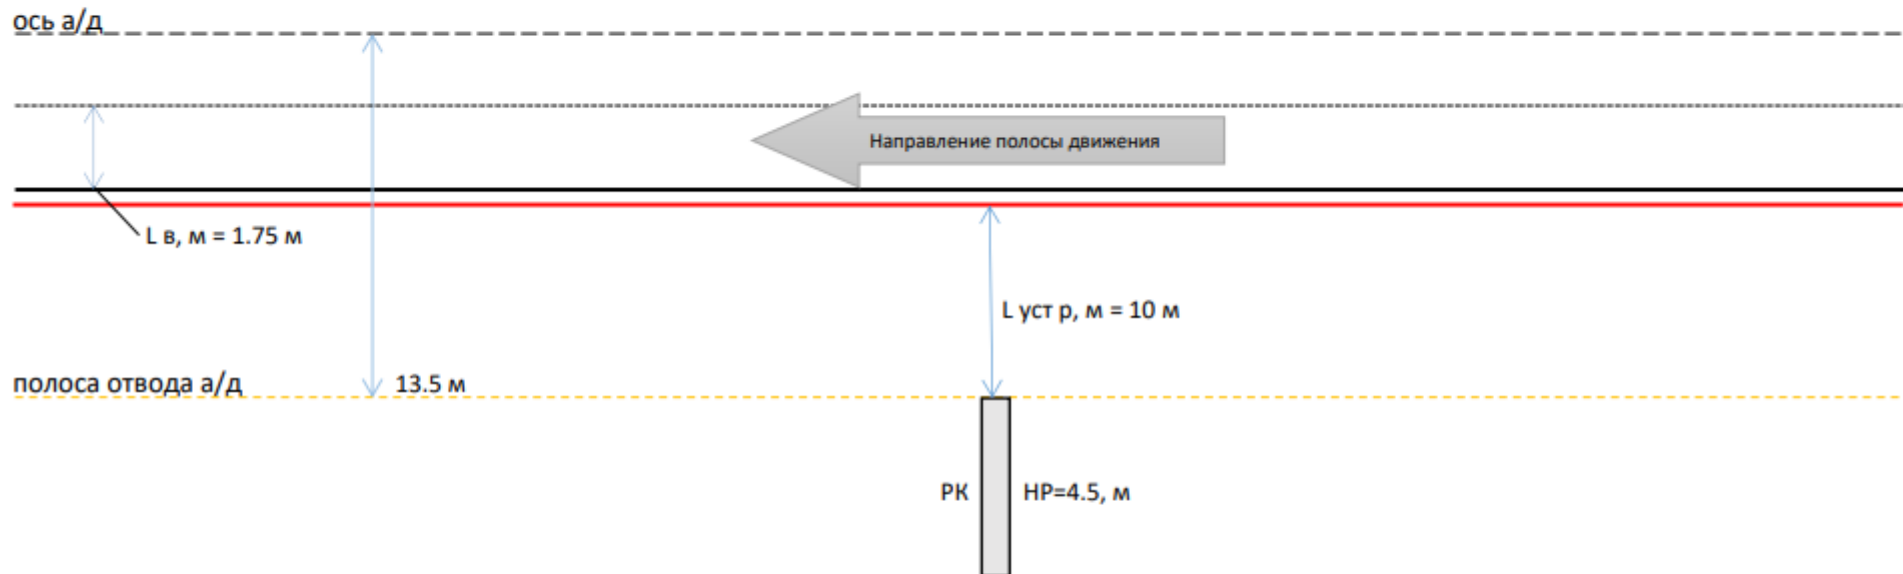 ось а/д
Направление полосы движения
L в, м = 1.75 м
L уст р, м = 10 м
полоса отвода а/д
13.5 м
РК
НР=4.5, м